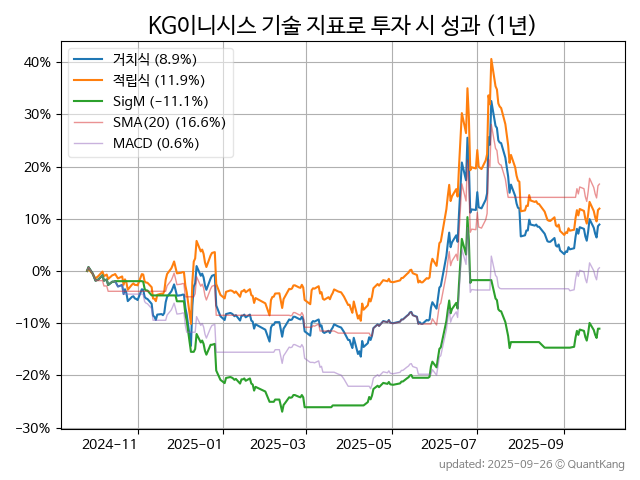 KG이니시스 기술 지표로 투자 시 성과 (1년)
40%
30%
20%
10%
0%
−10%
−20%
−30%
거치식 (8.9%)
적립식 (11.9%)
SigM (−11.1%)
SMA(20) (16.6%)
MACD (0.6%)
2024-11
2025-01
2025-03
2025-05
2025-07
2025-09
updated: 2025-09-26 © QuantKang